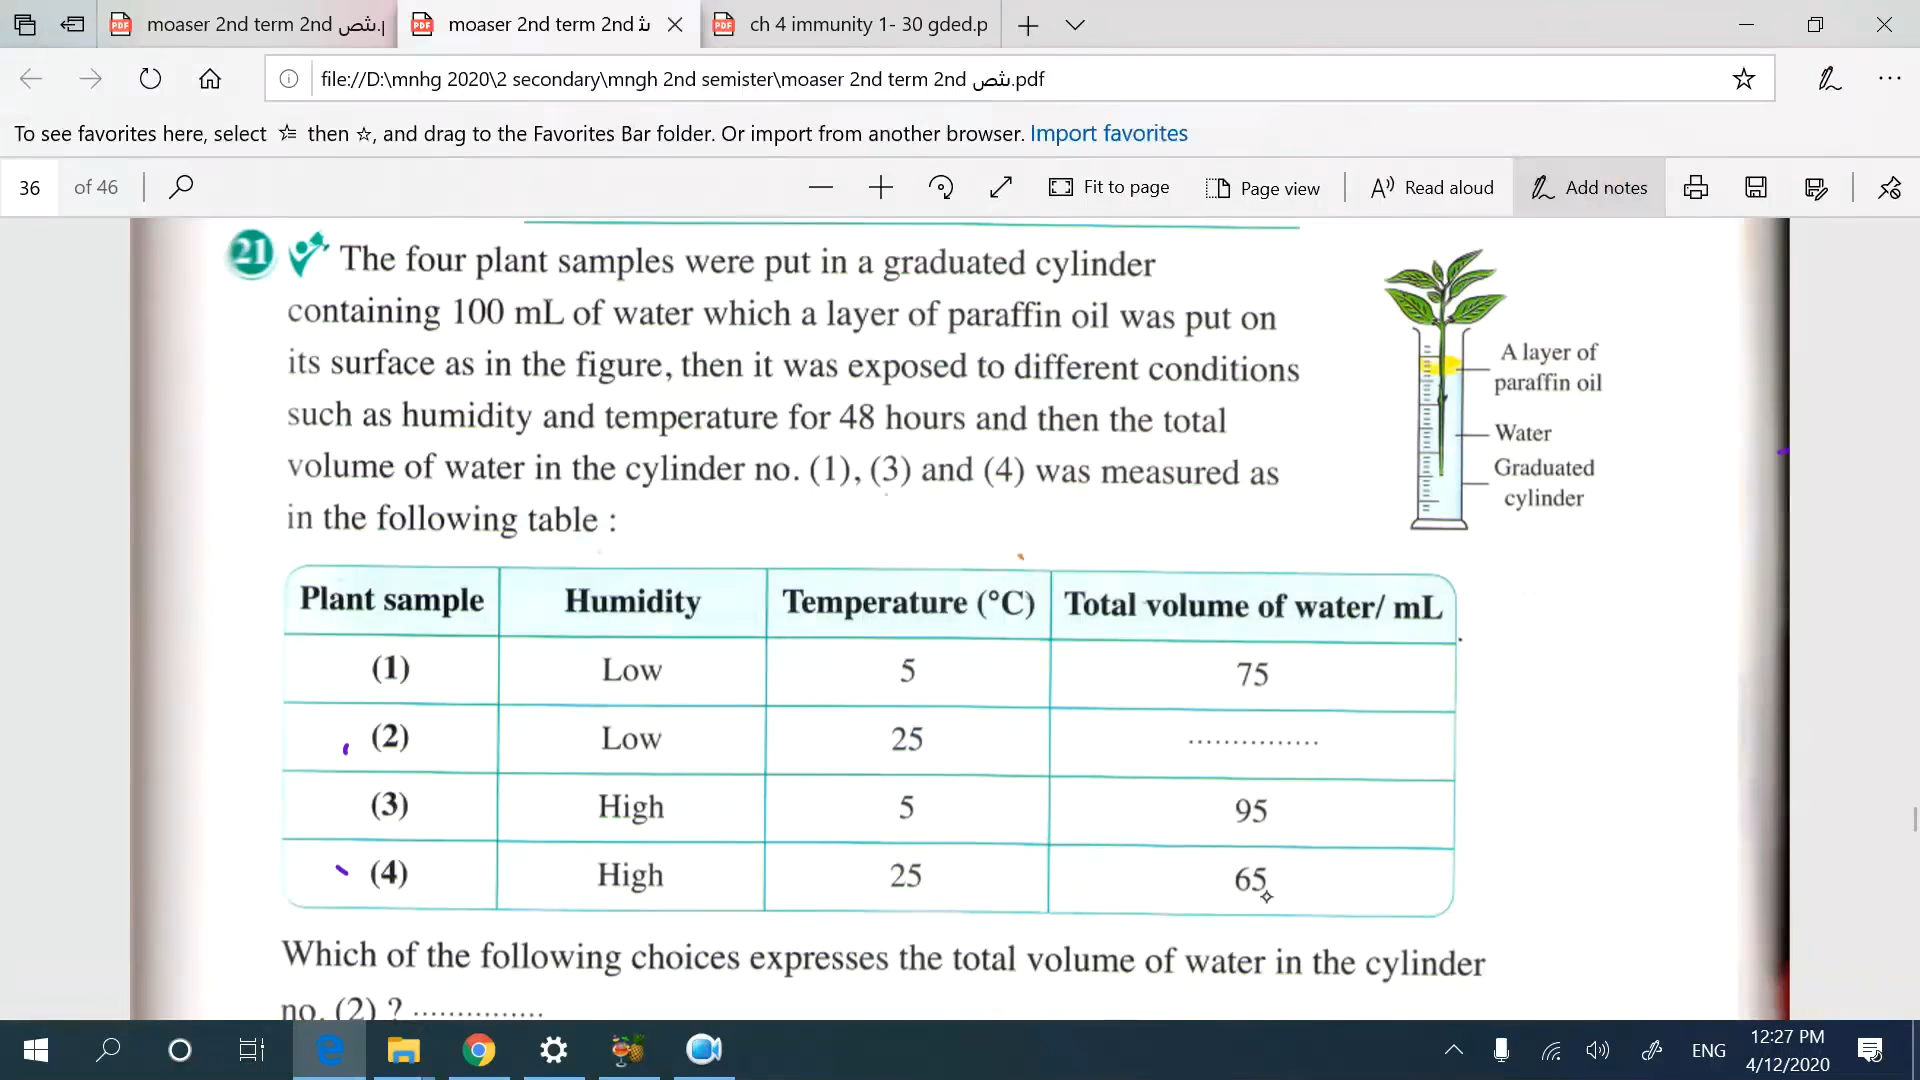 moaser 2nd term 2nd ثص.p
moaser 2nd term 2nd ث
ch 4 immunity 1- 30 gded.p
file://D:\mnhg 2020\2 secondary\mngh 2nd semister\moaser 2nd term 2nd ثص.pdf
To see favorites here, select then ☆, and drag to the Favorites Bar folder. Or import from another browser. Import favorites
36 of 46
Fit to page
Page view
Read aloud
Add notes
21 The four plant samples were put in a graduated cylinder
containing 100 mL of water which a layer of paraffin oil was put on
its surface as in the figure, then it was exposed to different conditions
such as humidity and temperature for 48 hours and then the total
volume of water in the cylinder no. (1), (3) and (4) was measured as
in the following table :
A layer of
paraffin oil
Water
Graduated
cylinder
Plant sample Humidity Temperature (°C) Total volume of water/ mL
(1) Low 5 75
(2) Low 25 ...............
(3) High 5 95
(4) High 25 65
Which of the following choices expresses the total volume of water in the cylinder
no. (2) ? ...............
ENG
12:27 PM
4/12/2020